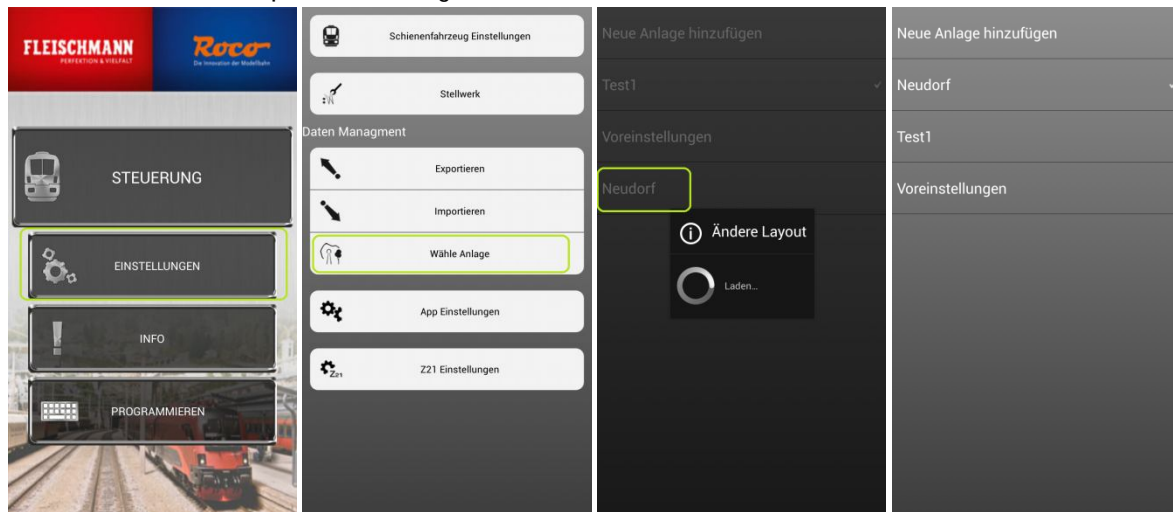 FLEISCHMANN
PERFEKTION & VIELFALT
Roco
Die Innovation der Modellbahn
STEUERUNG
EINSTELLUNGEN
INFO
PROGRAMMIEREN
Schienenfahrzeug Einstellungen
Stellwerk
Daten Managment
Exportieren
Importieren
Wähle Anlage
App Einstellungen
Z21
Z21 Einstellungen
Neue Anlage hinzufügen
Test1
Voreinstellungen
Neudorf
Ändere Layout
Laden...
Neue Anlage hinzufügen
Neudorf
Test1
Voreinstellungen